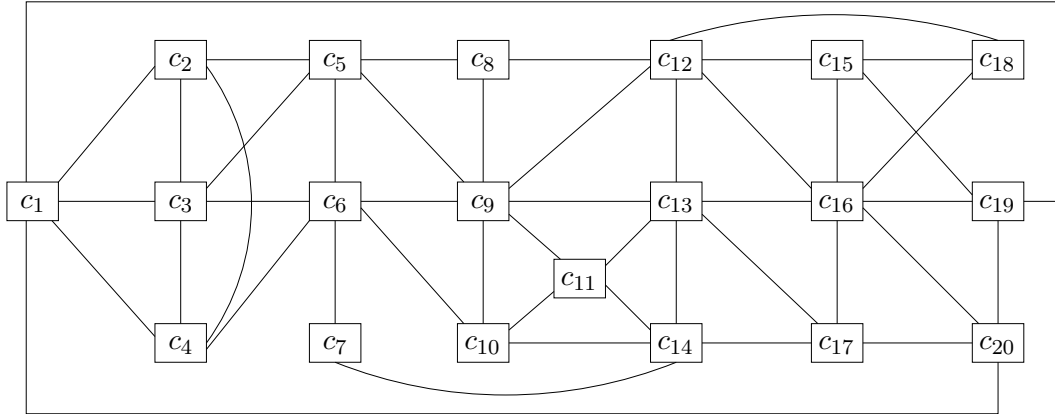 c₂ c₅ c₈ c₁₂ c₁₅ c₁₈
c₁ c₃ c₆ c₉ c₁₃ c₁₆ c₁₉
c₁₁
c₄ c₇ c₁₀ c₁₄ c₁₇ c₂₀